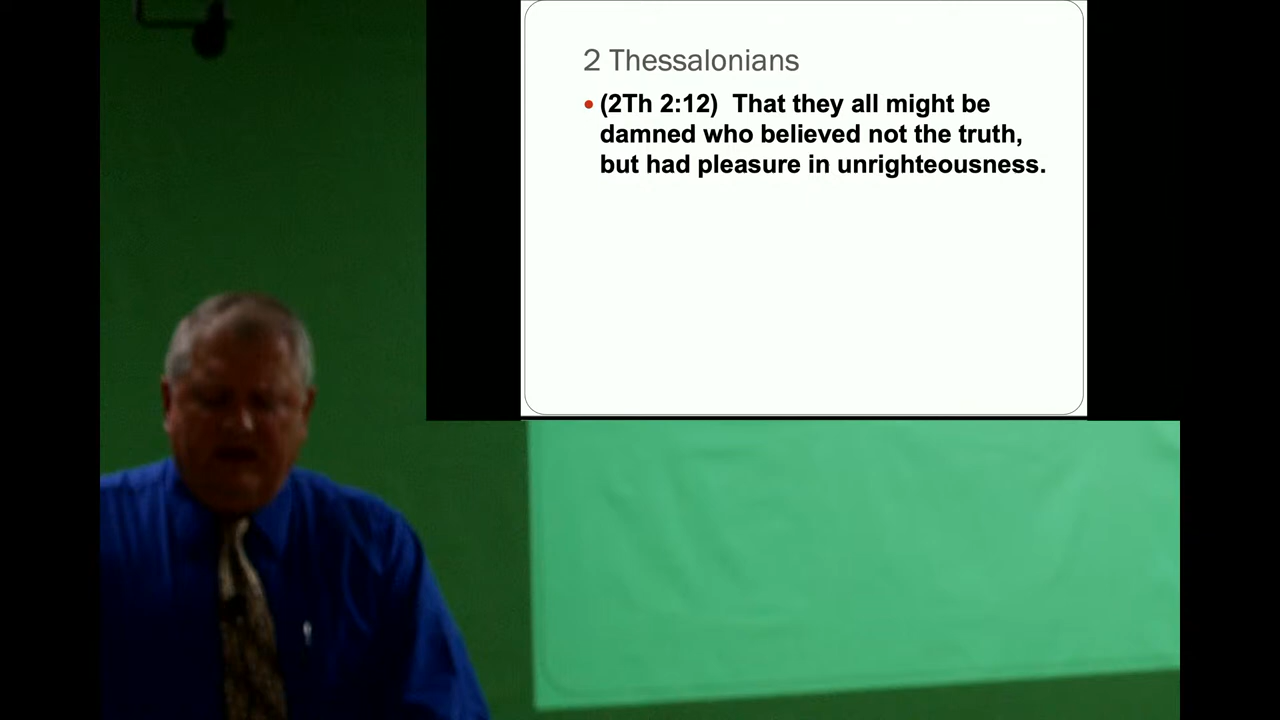 2 Thessalonians
• (2Th 2:12)  That they all might be
damned who believed not the truth,
but had pleasure in unrighteousness.